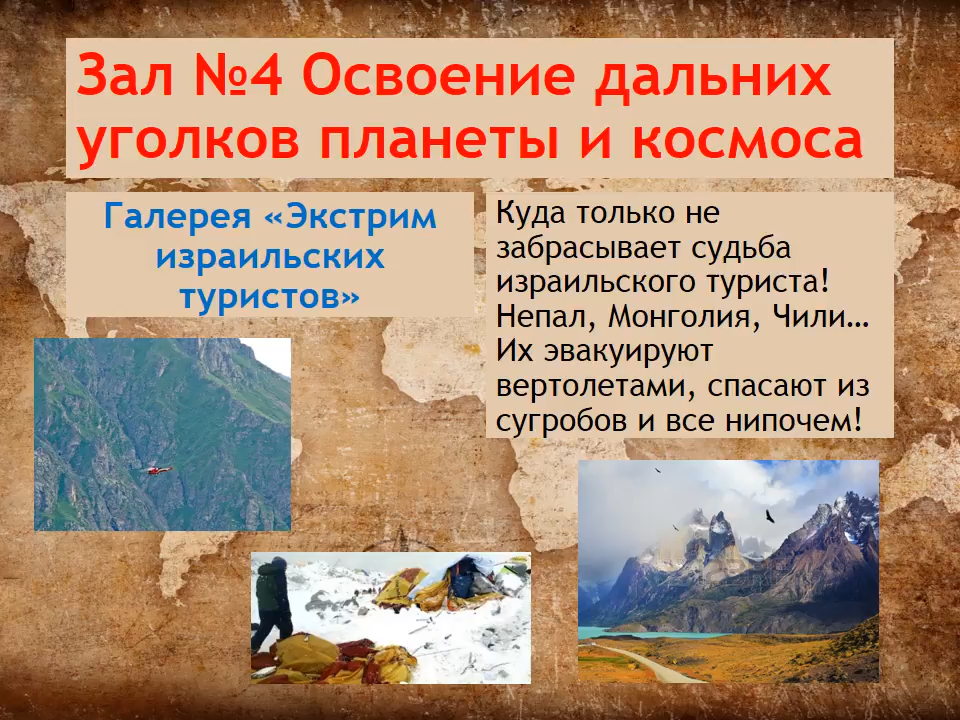 Зал №4 Освоение дальних
уголков планеты и космоса
Галерея «Экстрим
израильских
туристов»
Куда только не
забрасывает судьба
израильского туриста!
Непал, Монголия, Чили…
Их эвакуируют
вертолетами, спасают из
сугробов и все нипочем!